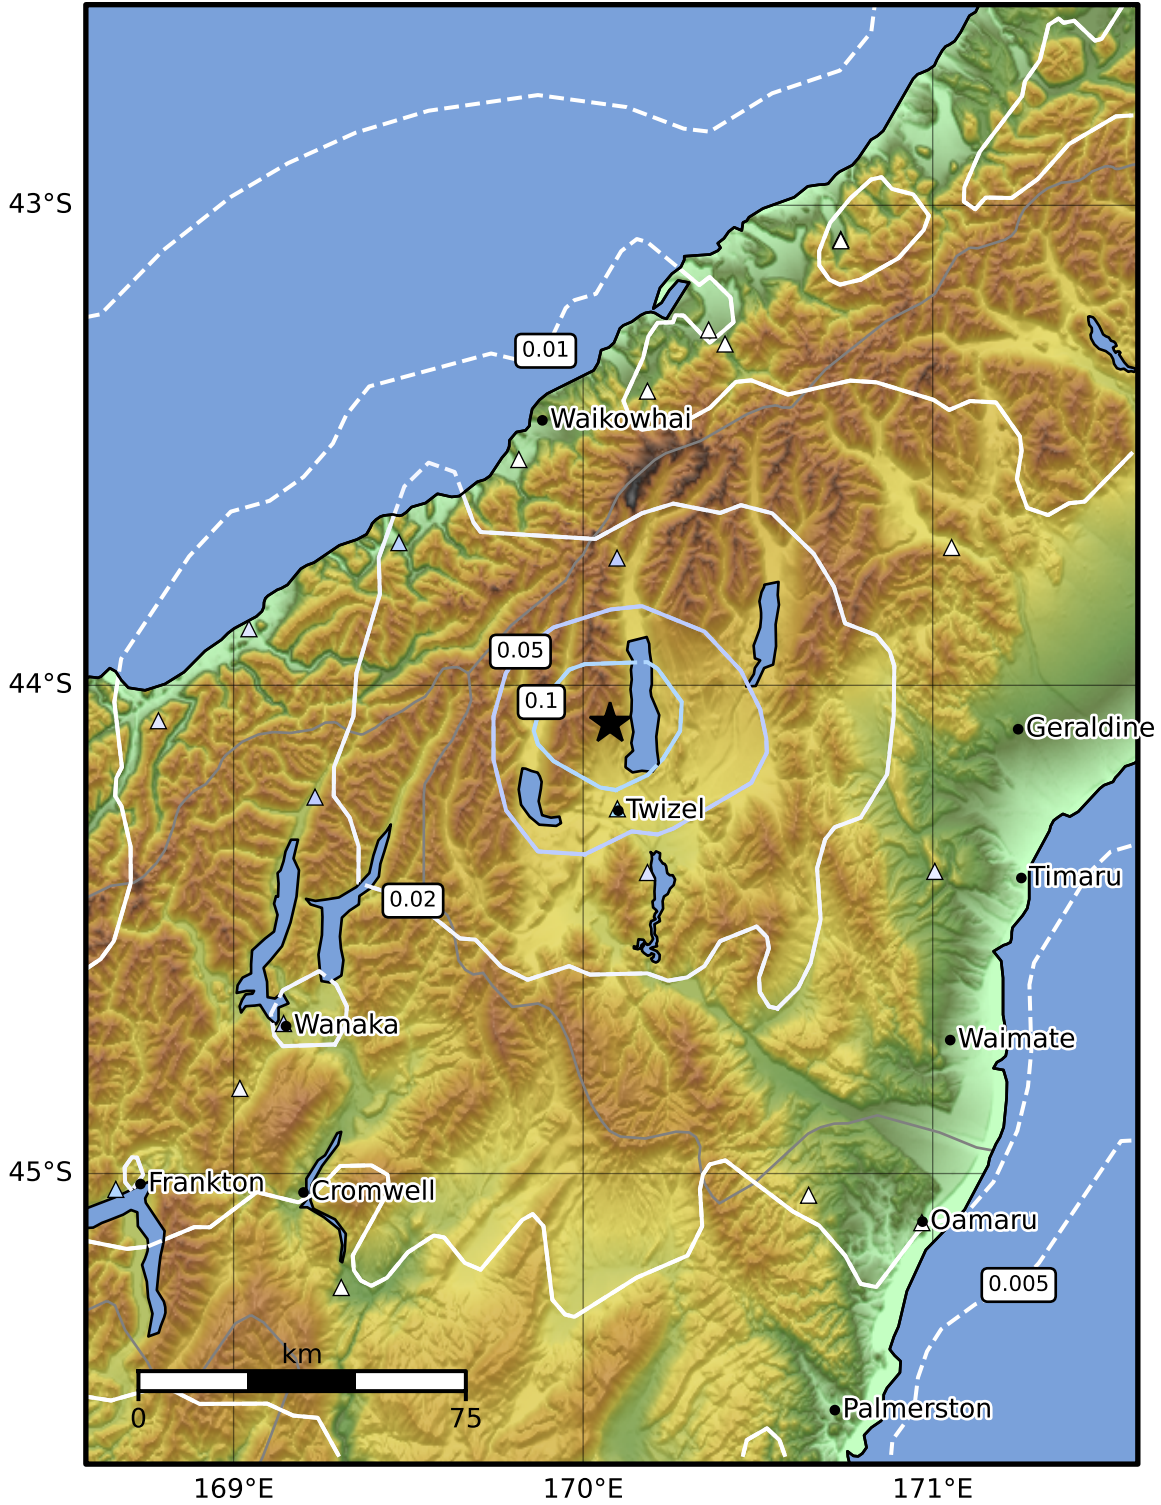 43°S
0.01
Waikowhai
0.05
44°S
0.1
Geraldine
Twizel
Timaru
0.02
Wanaka
Waimate
45°S
Frankton
Cromwell
Oamaru
0.005
km
0
75
Palmerston
169°E
170°E
171°E